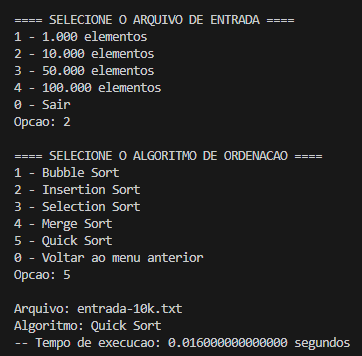 ==== SELECIONE O ARQUIVO DE ENTRADA ====
1 - 1.000 elementos
2 - 10.000 elementos
3 - 50.000 elementos
4 - 100.000 elementos
0 - Sair
Opcao: 2
==== SELECIONE O ALGORITMO DE ORDENACAO ====
1 - Bubble Sort
2 - Insertion Sort
3 - Selection Sort
4 - Merge Sort
5 - Quick Sort
0 - Voltar ao menu anterior
Opcao: 5
Arquivo: entrada-10k.txt
Algoritmo: Quick Sort
-- Tempo de execucao: 0.016000000000000 segundos